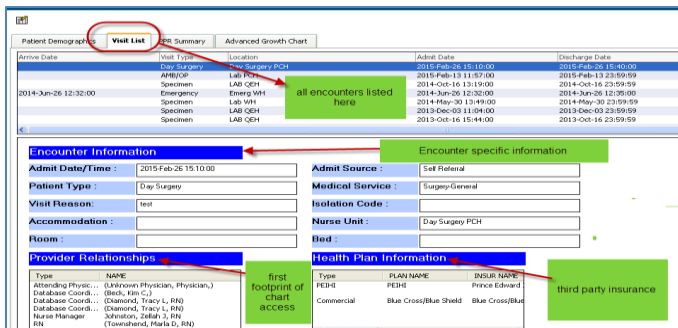 Patient Demographics Visit List PPR Summary Advanced Growth Chart
Arrive Date Visit Type Location Admit Date Discharge Date
Day Surgery Day Surgery PCH 2015-Feb-26 15:10:00 2015-Feb-26 15:40:00
AMB/OP Lab PCH 2015-Feb-13 11:57:00 2015-Feb-13 23:59:59
Specimen LAB QEH 2014-Oct-16 13:19:00 2014-Oct-16 23:59:59
2014-Jun-26 12:32:00 Emergency Emerg WH 2014-Jun-26 12:32:00 2014-Jun-26 12:35:00
Specimen Lab WH 2014-May-30 13:49:00 2014-May-30 23:59:59
Specimen LAB QEH 2013-Dec-03 11:04:00 2013-Dec-03 23:59:59
Specimen LAB QEH 2013-Oct-16 15:44:00 2013-Oct-16 23:59:59
all encounters listed
here
Encounter Information
Encounter specific information
Admit Date/Time : 2015-Feb-26 15:10:00 Admit Source : Self Referral
Patient Type : Day Surgery Medical Service : Surgery-General
Visit Reason: test Isolation Code :
Accommodation : Nurse Unit : Day Surgery PCH
Room : Bed :
Provider Relationships Health Plan Information
Type NAME Type PLAN NAME INSUR NAME
Attending Physic... (Unknown Physician, Physician,) PEIHI PEIHI Prince Edward
Database Coordi... (Beck, Kim C,)
Database Coordi... (Diamond, Tracy L, RN) Commercial Blue Cross/Blue Shield Blue Cross/Blue
Database Coordi... (Diamond, Tracy L, RN)
Nurse Manager Johnston, Zellah J, RN
RN (Townshend, Marla D, RN)
first
footprint of
chart
access
third party insurance